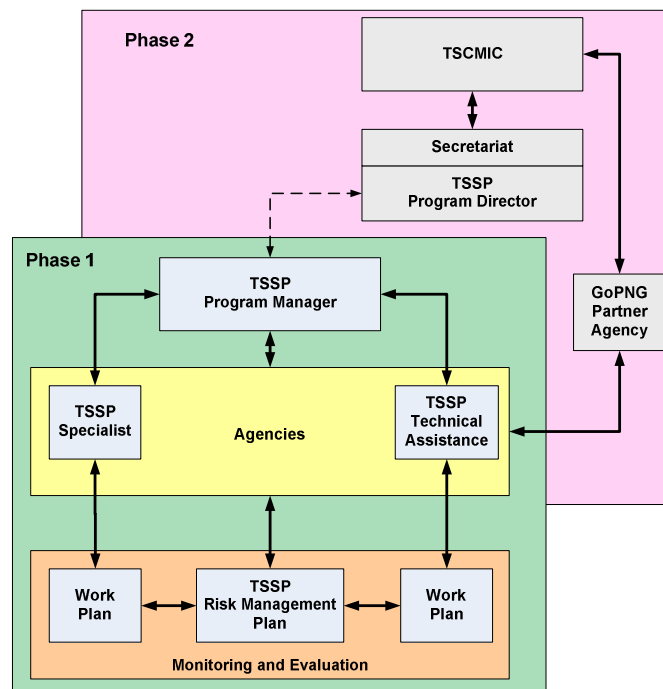 Phase 2
TSCMIC
Secretariat
TSSP
Program Director
Phase 1
TSSP
Program Manager
GoPNG
Partner
Agency
TSSP
Specialist
Agencies
TSSP
Technical
Assistance
Work
Plan
TSSP
Risk Management
Plan
Work
Plan
Monitoring and Evaluation